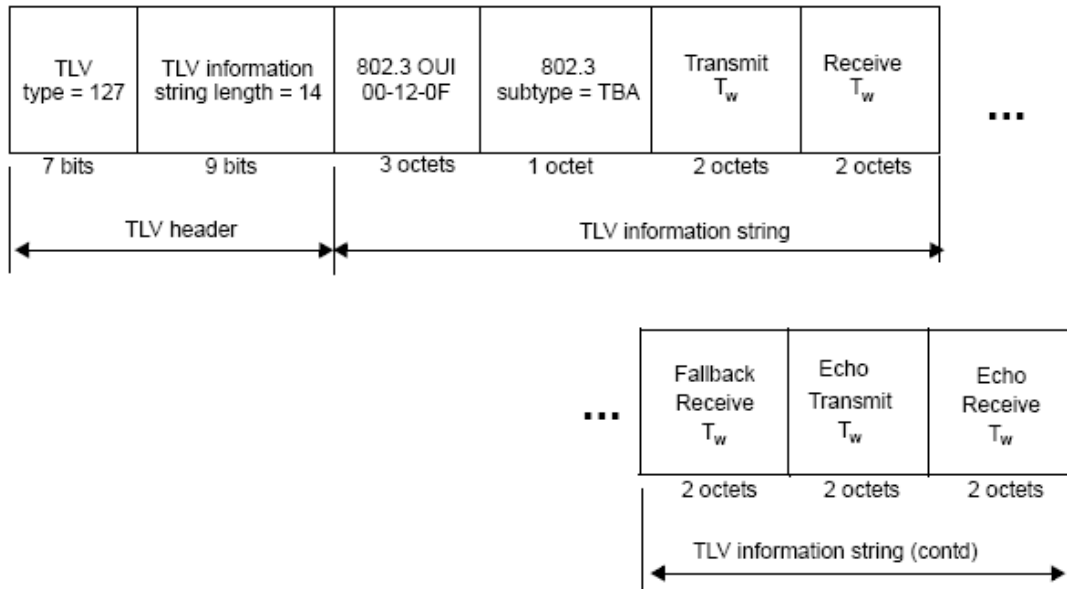 TLV
type = 127
TLV information
string length = 14
802.3 OUI
00-12-0F
802.3
subtype = TBA
Transmit
Tw
Receive
Tw
...
7 bits
9 bits
3 octets
1 octet
2 octets
2 octets
TLV header
TLV information string
...
Fallback
Receive
Tw
Echo
Transmit
Tw
Echo
Receive
Tw
2 octets
2 octets
2 octets
TLV information string (contd)